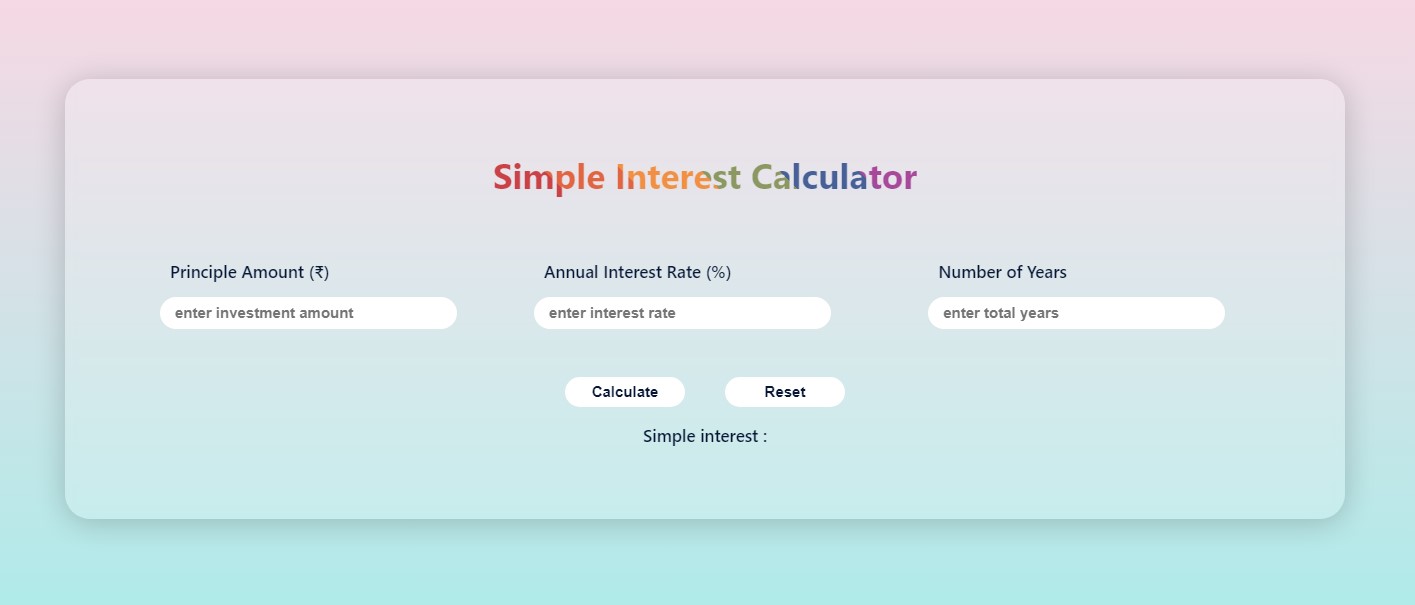 Simple Interest Calculator
Principle Amount (₹)
Annual Interest Rate (%)
Number of Years
enter investment amount
enter interest rate
enter total years
Calculate
Reset
Simple interest :